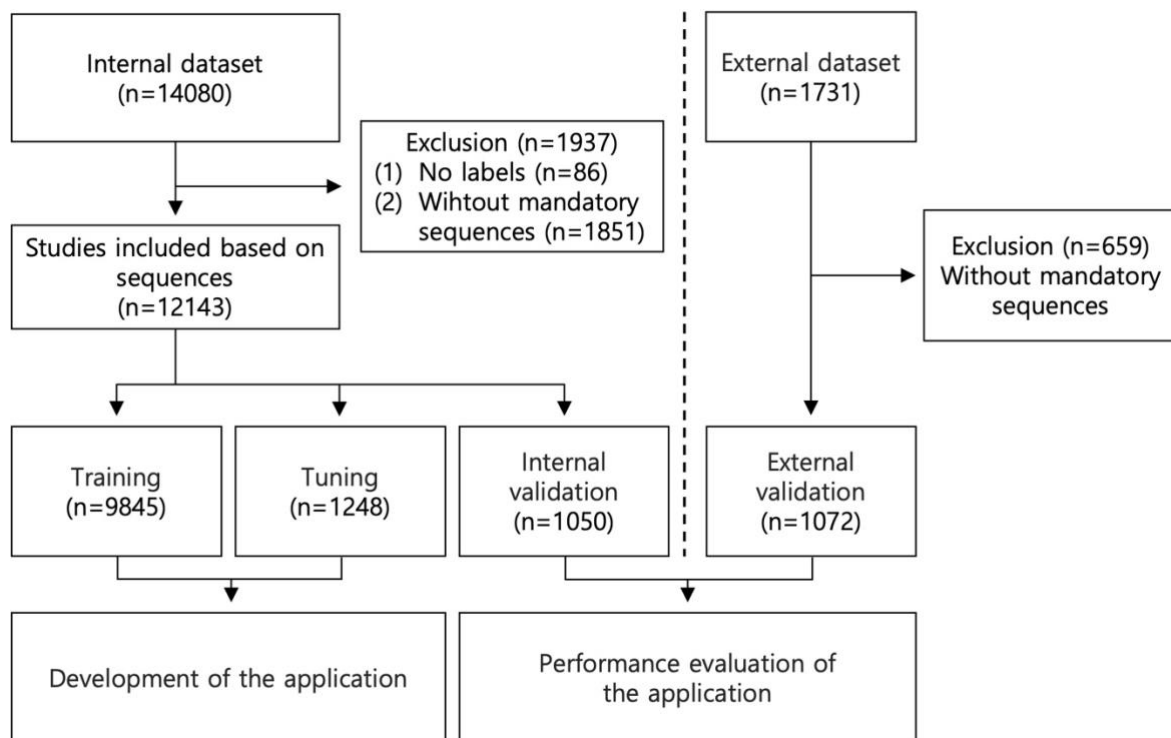 Internal dataset
(n=14080)
External dataset
(n=1731)
Exclusion (n=1937)
(1) No labels (n=86)
(2) Wihtout mandatory
sequences (n=1851)
Studies included based on
sequences
(n=12143)
Exclusion (n=659)
Without mandatory
sequences
Training
(n=9845)
Tuning
(n=1248)
Internal
validation
(n=1050)
External
validation
(n=1072)
Development of the application
Performance evaluation of
the application